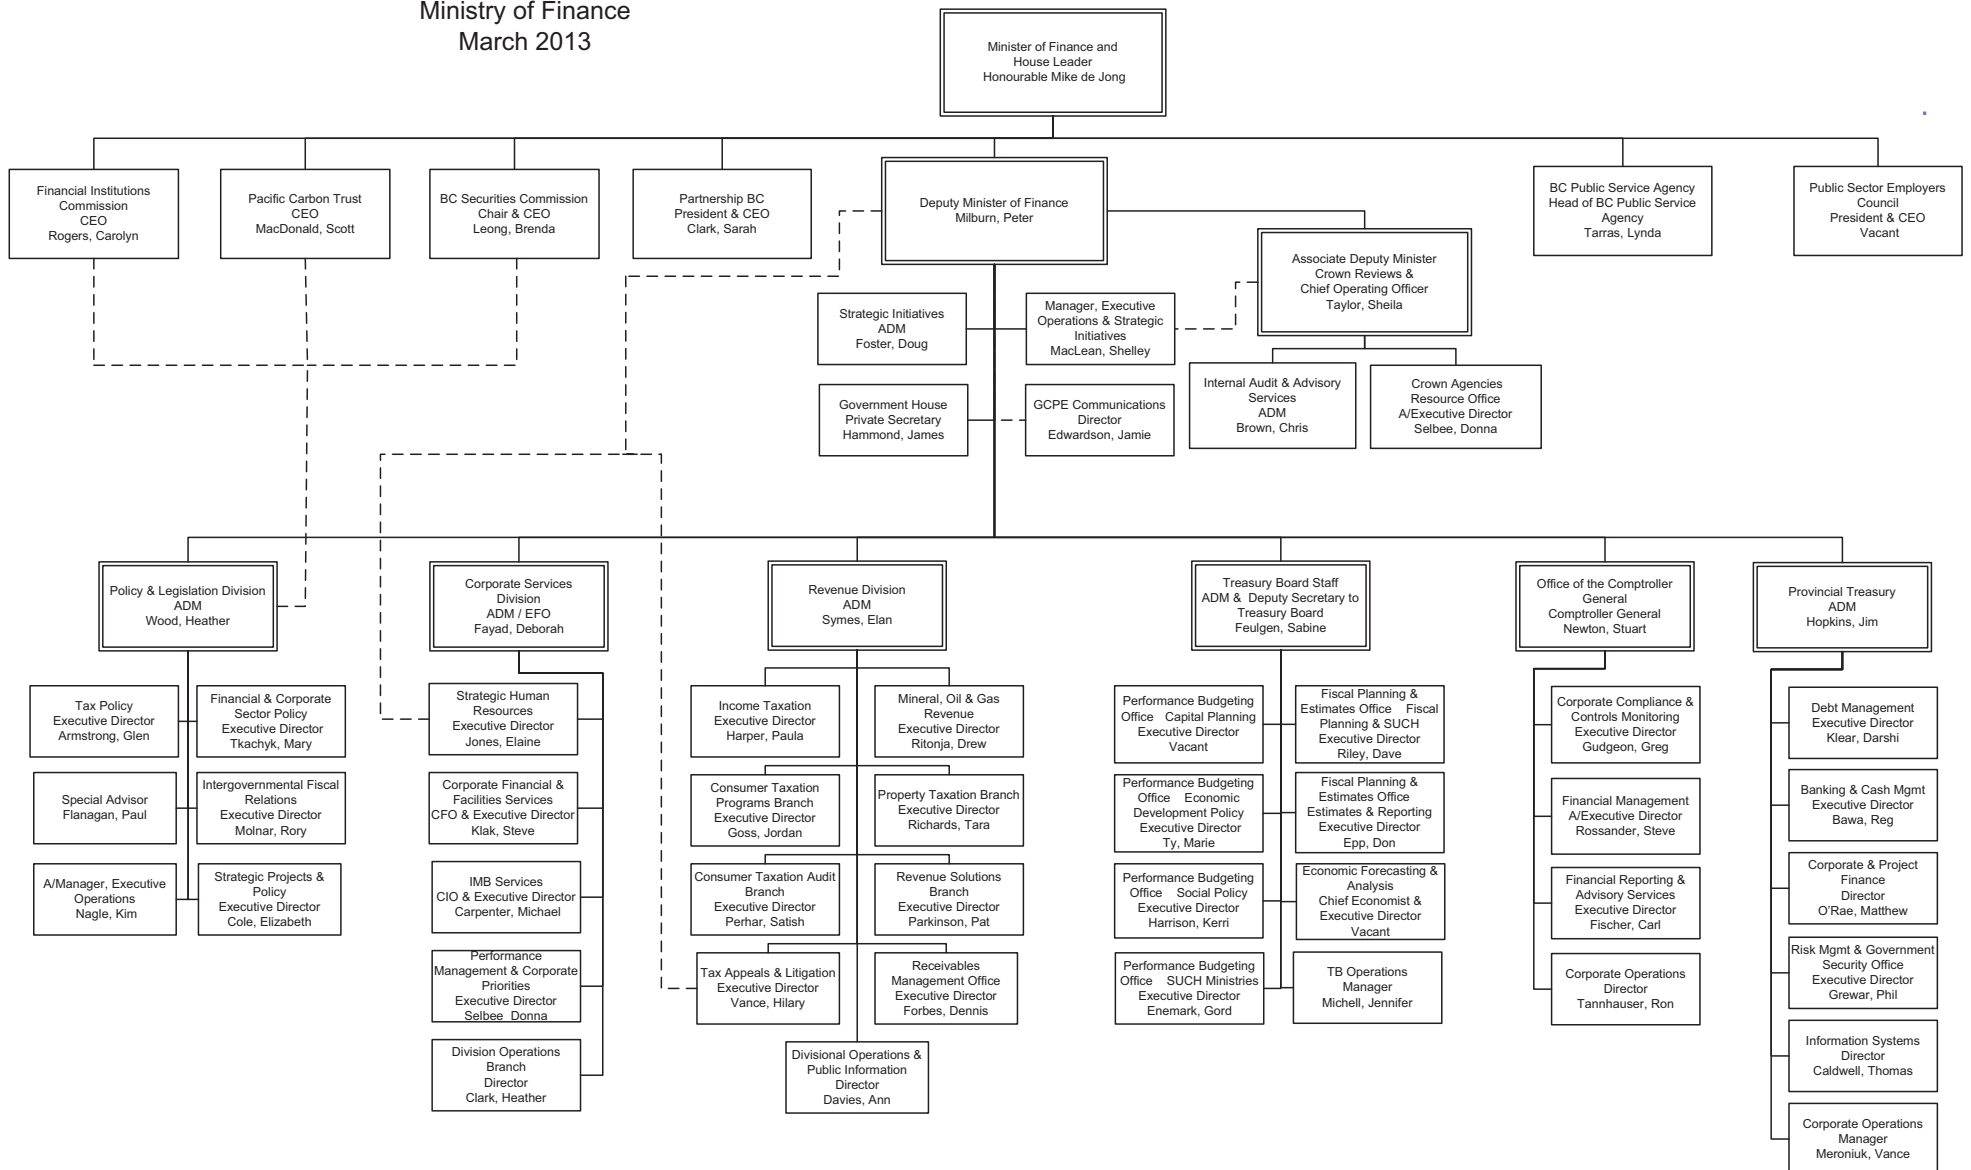 Ministry of Finance
March 2013
Minister of Finance and
House Leader
Honourable Mike de Jong
Financial Institutions
Commission
CEO
Rogers, Carolyn
Pacific Carbon Trust
CEO
MacDonald, Scott
BC Securities Commission
Chair & CEO
Leong, Brenda
Partnership BC
President & CEO
Clark, Sarah
Deputy Minister of Finance
Milburn, Peter
BC Public Service Agency
Head of BC Public Service
Agency
Tarras, Lynda
Public Sector Employers
Council
President & CEO
Vacant
Associate Deputy Minister
Crown Reviews &
Chief Operating Officer
Taylor, Sheila
Strategic Initiatives
ADM
Foster, Doug
Manager, Executive
Operations & Strategic
Initiatives
MacLean, Shelley
Internal Audit & Advisory
Services
ADM
Brown, Chris
Crown Agencies
Resource Office
A/Executive Director
Selbee, Donna
Government House
Private Secretary
Hammond, James
GCPE Communications
Director
Edwardson, Jamie
Policy & Legislation Division
ADM
Wood, Heather
Corporate Services
Division
ADM / EFO
Fayad, Deborah
Revenue Division
ADM
Symes, Elan
Treasury Board Staff
ADM & Deputy Secretary to
Treasury Board
Feulgen, Sabine
Office of the Comptroller
General
Comptroller General
Newton, Stuart
Provincial Treasury
ADM
Hopkins, Jim
Tax Policy
Executive Director
Armstrong, Glen
Financial & Corporate
Sector Policy
Executive Director
Tkachyk, Mary
Special Advisor
Flanagan, Paul
Intergovernmental Fiscal
Relations
Executive Director
Molnar, Rory
A/Manager, Executive
Operations
Nagle, Kim
Strategic Projects &
Policy
Executive Director
Cole, Elizabeth
Strategic Human
Resources
Executive Director
Jones, Elaine
Corporate Financial &
Facilities Services
CFO & Executive Director
Klak, Steve
IMB Services
CIO & Executive Director
Carpenter, Michael
Performance
Management & Corporate
Priorities
Executive Director
Selbee Donna
Division Operations
Branch
Director
Clark, Heather
Income Taxation
Executive Director
Harper, Paula
Mineral, Oil & Gas
Revenue
Executive Director
Ritonja, Drew
Consumer Taxation
Programs Branch
Executive Director
Goss, Jordan
Property Taxation Branch
Executive Director
Richards, Tara
Consumer Taxation Audit
Branch
Executive Director
Perhar, Satish
Revenue Solutions
Branch
Executive Director
Parkinson, Pat
Tax Appeals & Litigation
Executive Director
Vance, Hilary
Receivables
Management Office
Executive Director
Forbes, Dennis
Divisional Operations &
Public Information
Director
Davies, Ann
Performance Budgeting
Office Capital Planning
Executive Director
Vacant
Fiscal Planning &
Estimates Office Fiscal
Planning & SUCH
Executive Director
Riley, Dave
Performance Budgeting
Office Economic
Development Policy
Executive Director
Ty, Marie
Fiscal Planning &
Estimates Office
Estimates & Reporting
Executive Director
Epp, Don
Performance Budgeting
Office Social Policy
Executive Director
Harrison, Kerri
Economic Forecasting &
Analysis
Chief Economist &
Executive Director
Vacant
Performance Budgeting
Office SUCH Ministries
Executive Director
Enemark, Gord
TB Operations
Manager
Michell, Jennifer
Corporate Compliance &
Controls Monitoring
Executive Director
Gudgeon, Greg
Financial Management
A/Executive Director
Rossander, Steve
Financial Reporting &
Advisory Services
Executive Director
Fischer, Carl
Corporate Operations
Director
Tannhauser, Ron
Debt Management
Executive Director
Klear, Darshi
Banking & Cash Mgmt
Executive Director
Bawa, Reg
Corporate & Project
Finance
Director
O'Rae, Matthew
Risk Mgmt & Government
Security Office
Executive Director
Grewar, Phil
Information Systems
Director
Caldwell, Thomas
Corporate Operations
Manager
Meroniuk, Vance